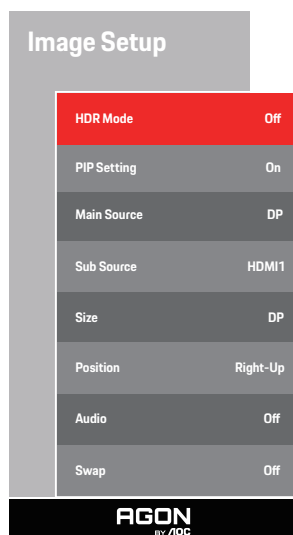 Image Setup
HDR Mode Off
PIP Setting On
Main Source DP
Sub Source HDMI1
Size DP
Position Right-Up
Audio Off
Swap Off
AGON
BY AOC